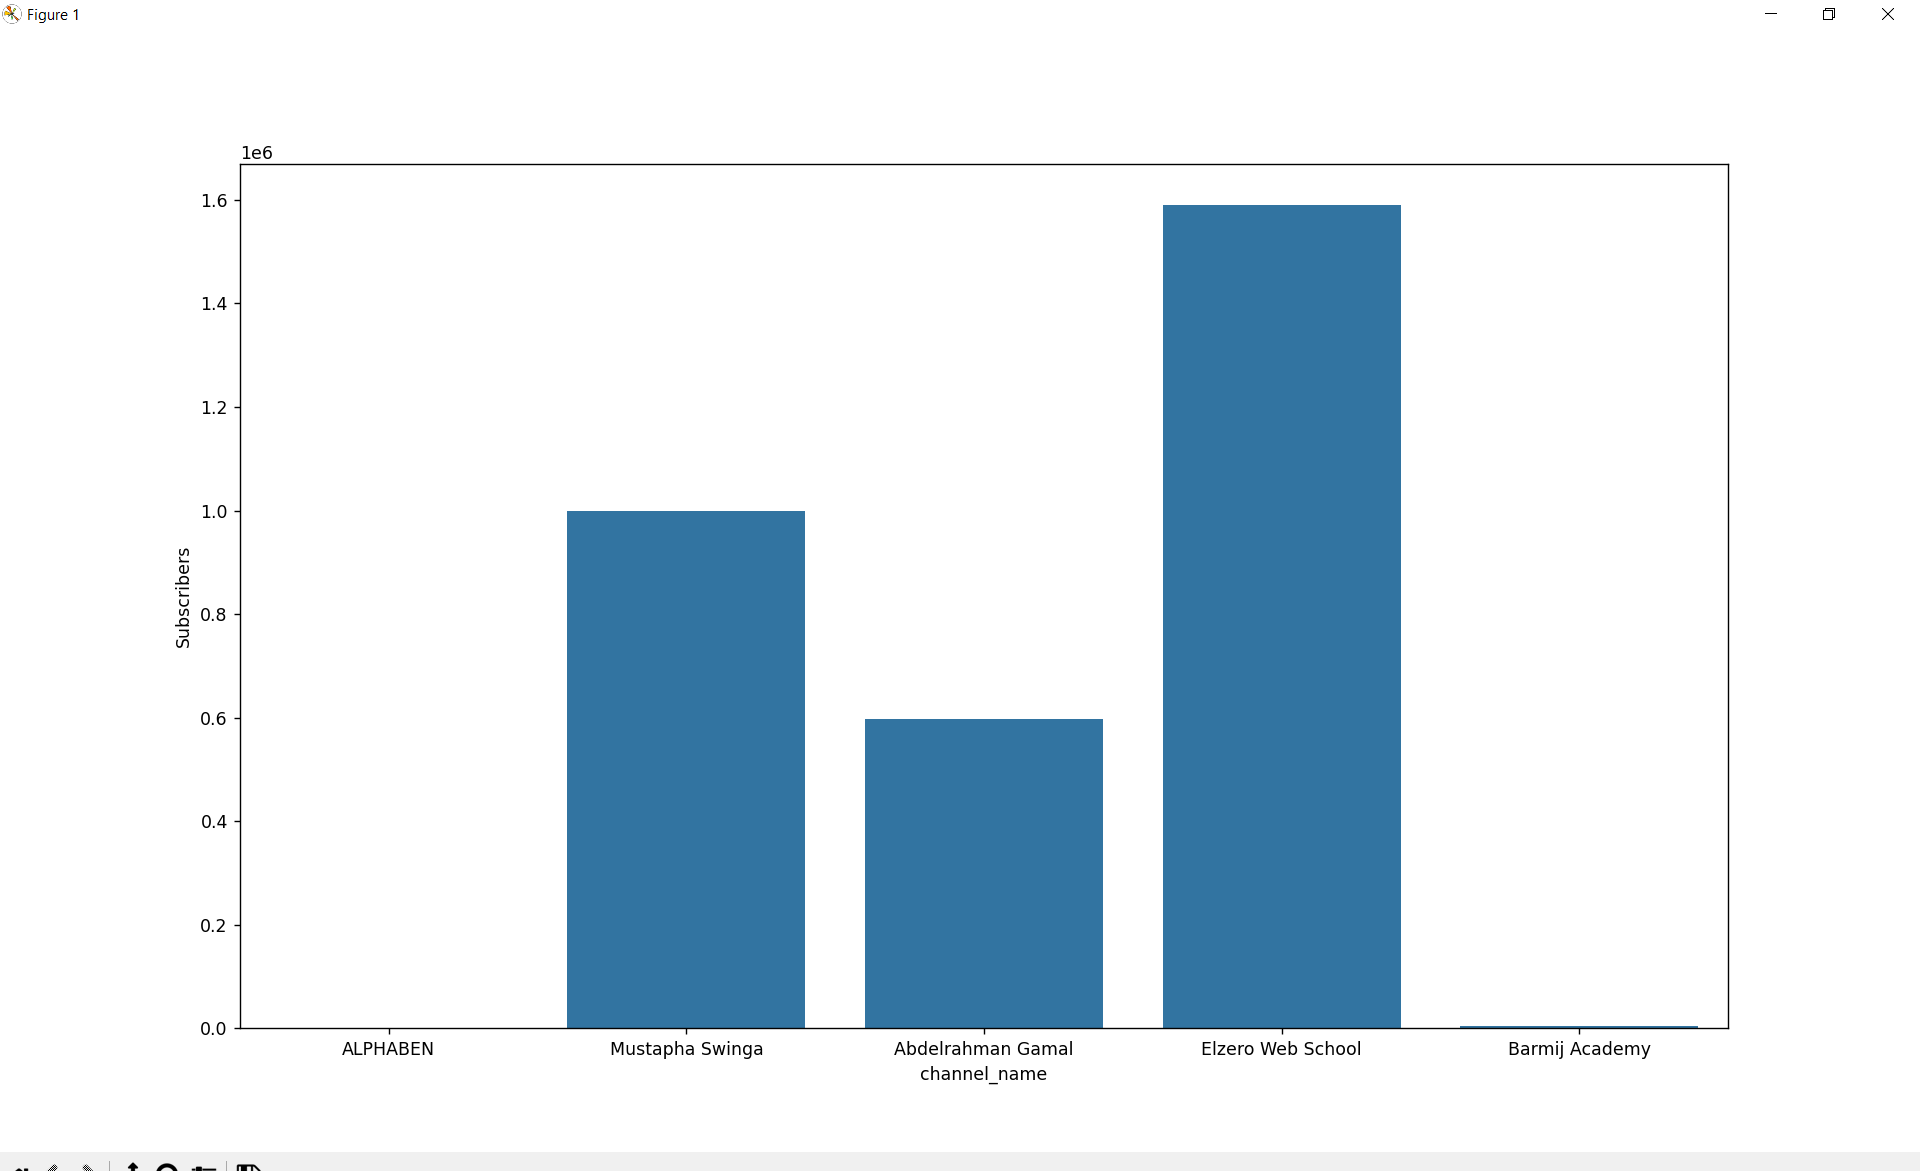 Figure 1
1e6
1.6
1.4
1.2
1.0
0.8
0.6
0.4
0.2
0.0
Subscribers
ALPHABEN Mustapha Swinga Abdelrahman Gamal Elzero Web School Barmij Academy
channel_name